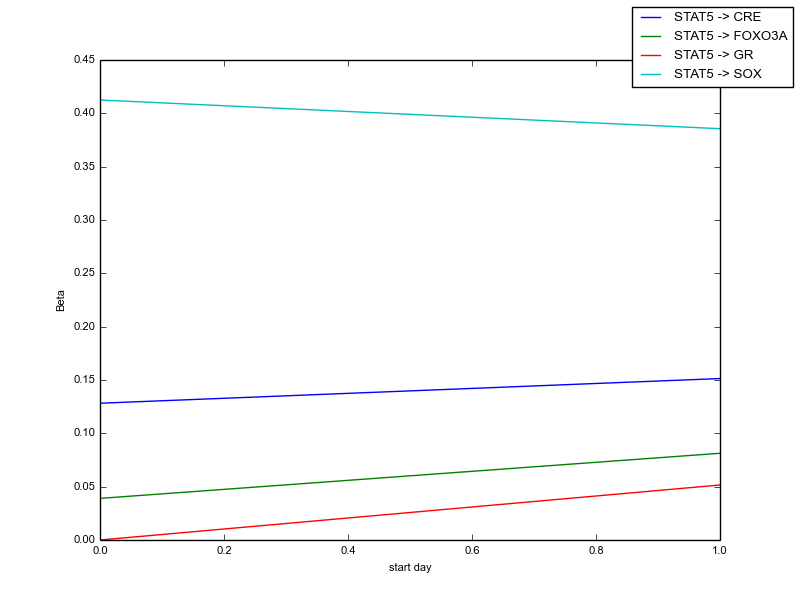 STAT5 -> CRE
STAT5 -> FOXO3A
STAT5 -> GR
STAT5 -> SOX
0.45
0.40
0.35
0.30
0.25
0.20
0.15
0.10
0.05
0.00
Beta
0.0 0.2 0.4 0.6 0.8 1.0
start day